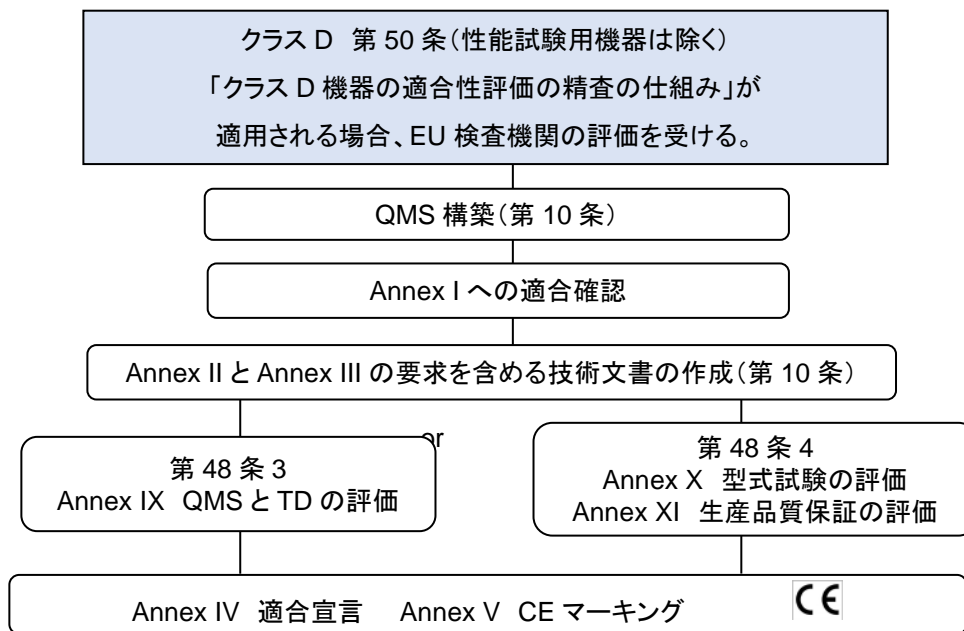 クラス D 第 50 条（性能試験用機器は除く）
「クラス D 機器の適合性評価の精査の仕組み」が
適用される場合、EU 検査機関の評価を受ける。
QMS 構築（第 10 条）
Annex I への適合確認
Annex II と Annex III の要求を含める技術文書の作成（第 10 条）
or
第 48 条 3
Annex IX QMS と TD の評価
第 48 条 4
Annex X 型式試験の評価
Annex XI 生産品質保証の評価
Annex IV 適合宣言 Annex V CE マーキング CE